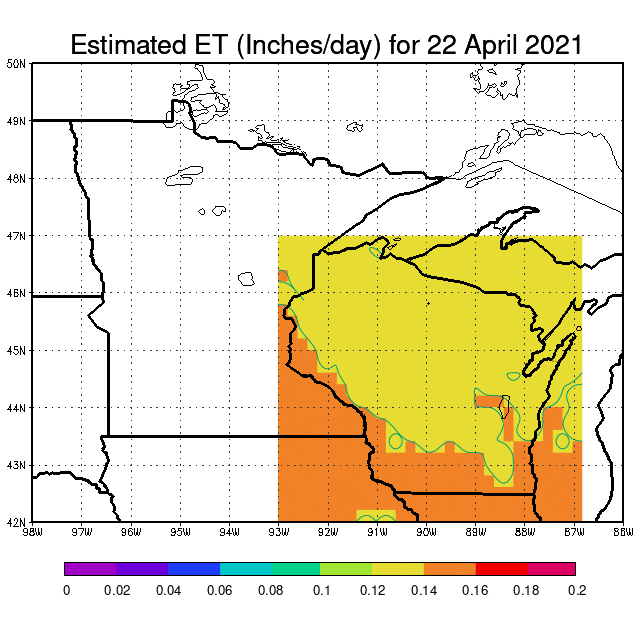 Estimated ET (Inches/day) for 22 April 2021
50N
49N
48N
47N
46N
45N
44N
43N
42N
98W 97W 96W 95W 94W 93W 92W 91W 90W 89W 88W 87W 86W
0 0.02 0.04 0.06 0.08 0.1 0.12 0.14 0.16 0.18 0.2